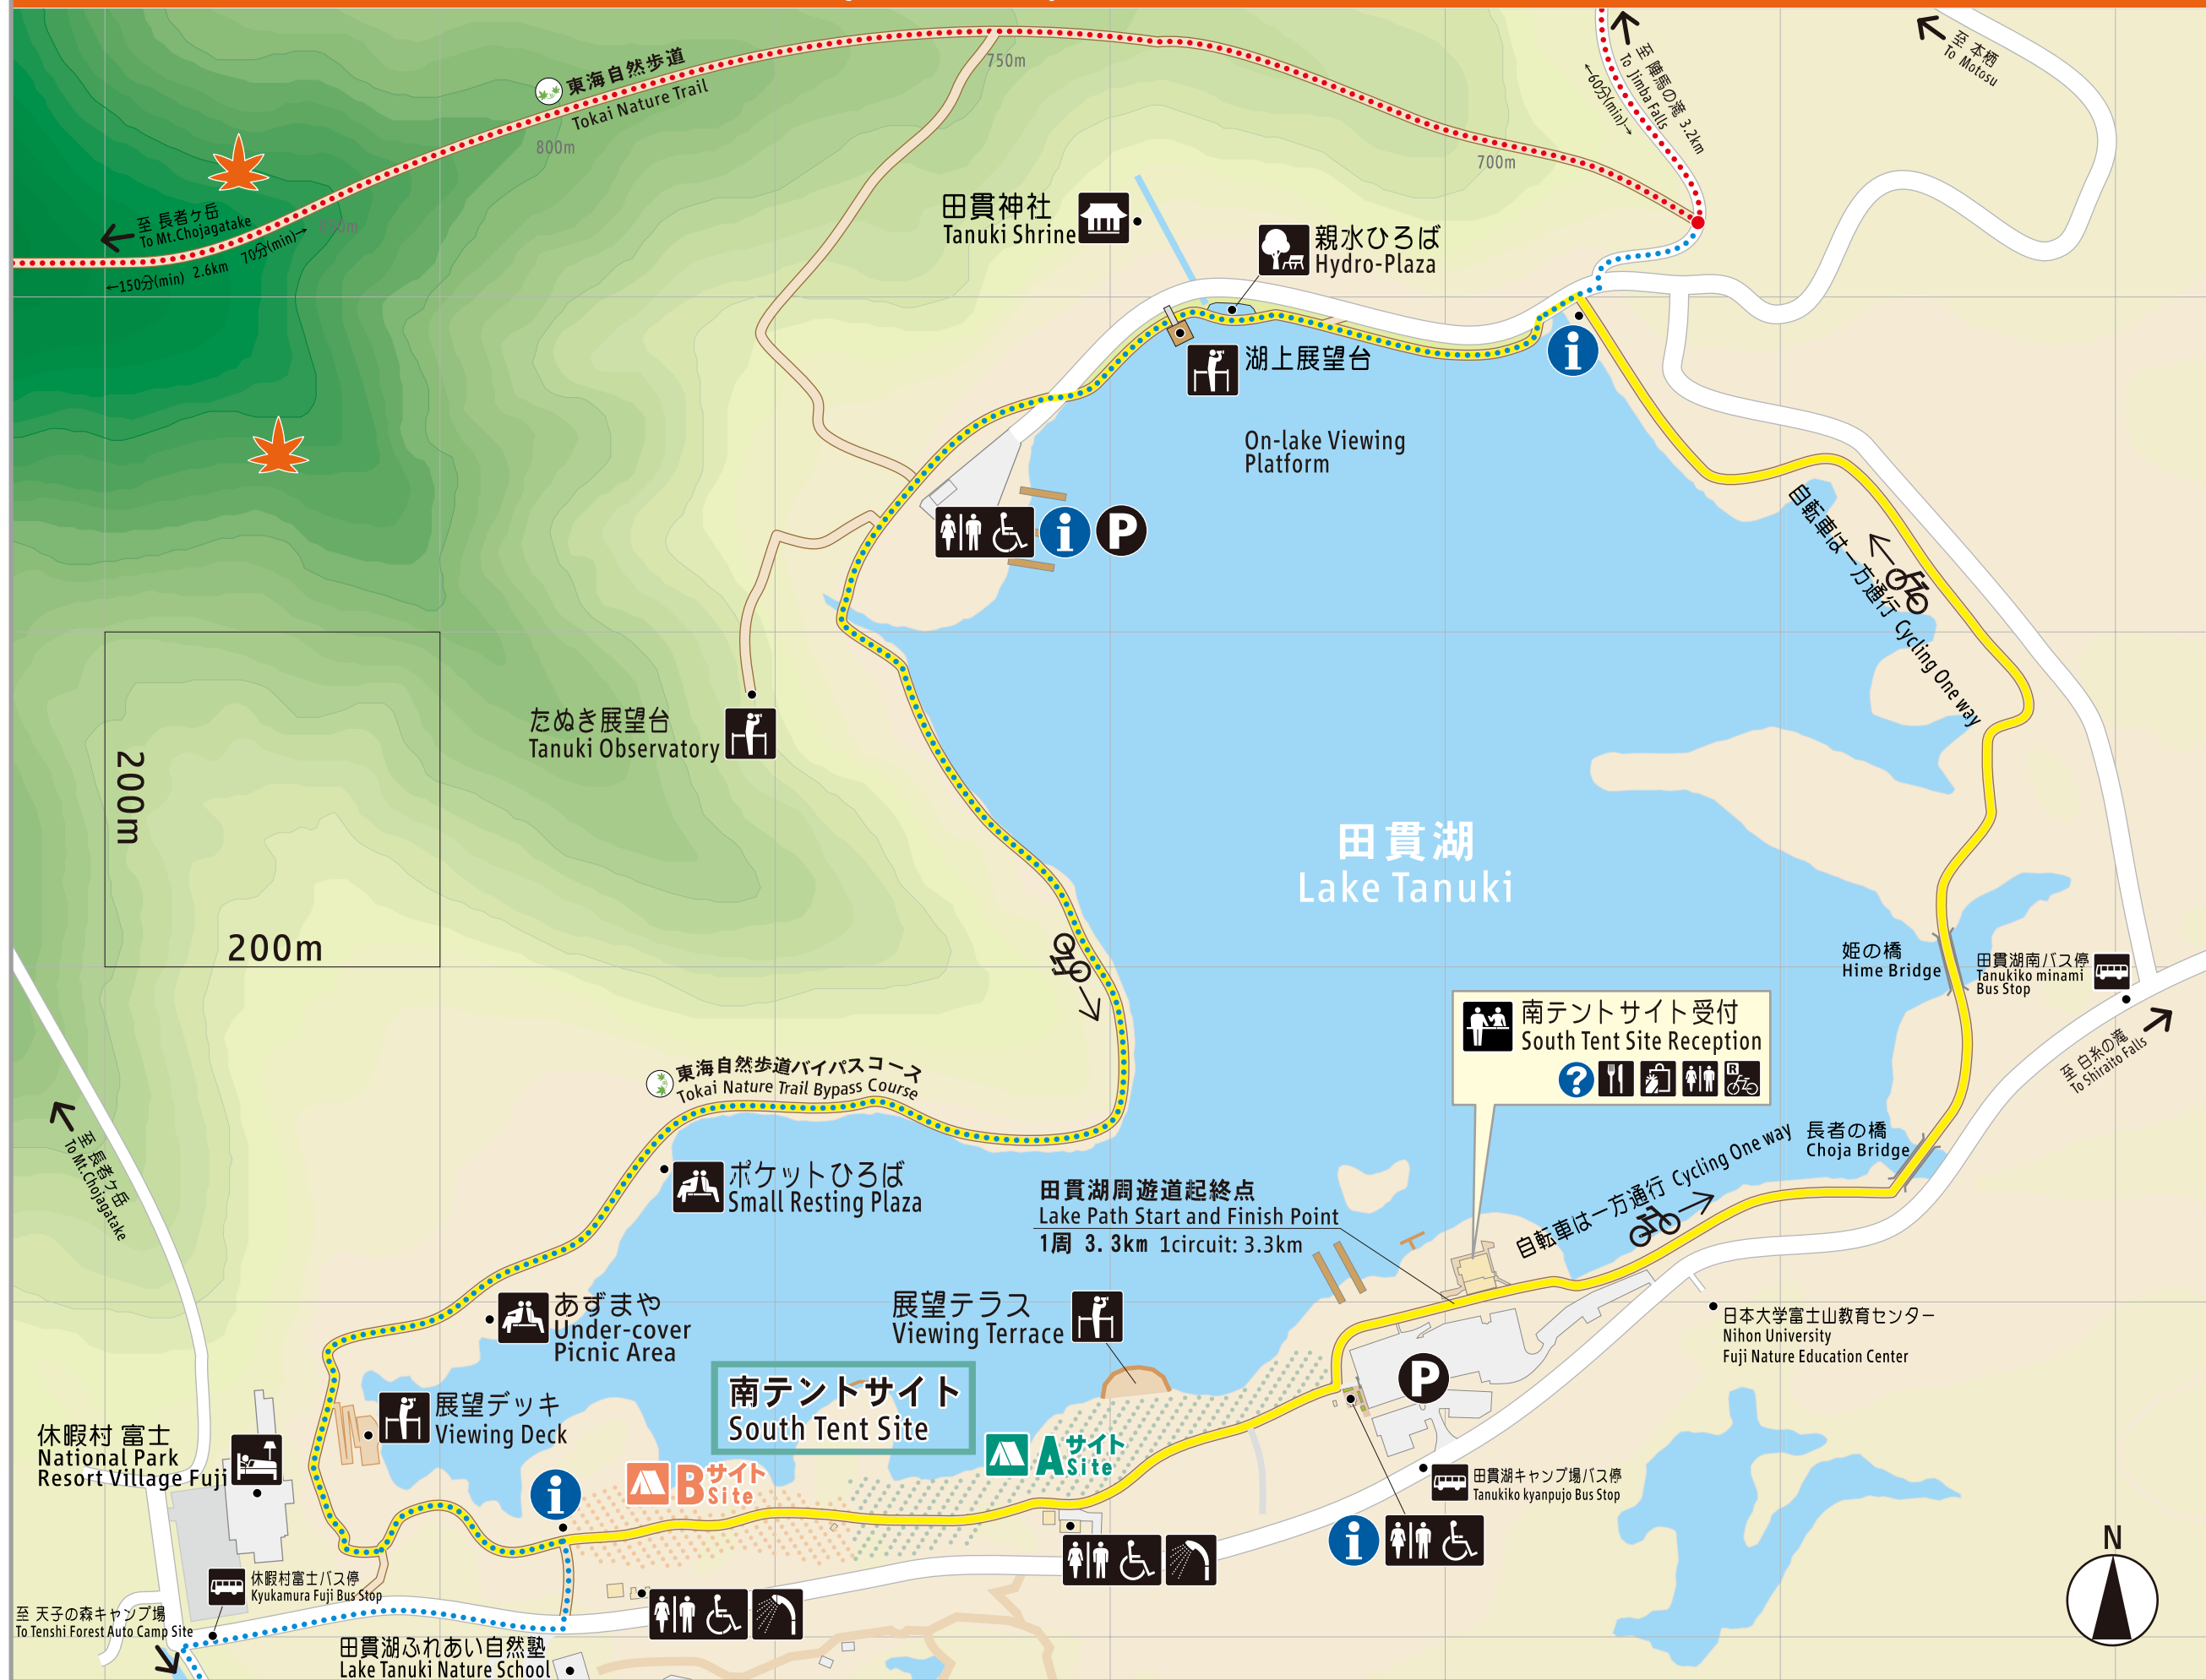 東海自然歩道
Tokai Nature Trail
750m
800m
850m
700m
至 陣馬の滝 3.2km
To Jimba Falls
←60分(min)→
至 本栖
To Motosu
至 長者ヶ岳
To Mt.Chojagatake
←150分(min) 2.6km 70分(min)→
田貫神社
Tanuki Shrine
親水ひろば
Hydro-Plaza
湖上展望台
On-lake Viewing
Platform
i
i
P
自転車は一方通行 Cycling One way
たぬき展望台
Tanuki Observatory
200m
200m
田貫湖
Lake Tanuki
姫の橋
Hime Bridge
田貫湖南バス停
Tanukiko minami
Bus Stop
至 白糸の滝
To Shiraito Falls
南テントサイト受付
South Tent Site Reception
?
R
東海自然歩道バイパスコース
Tokai Nature Trail Bypass Course
至 長者ヶ岳
To Mt.Chojagatake
ポケットひろば
Small Resting Plaza
田貫湖周遊道起終点
Lake Path Start and Finish Point
1周 3.3km 1circuit: 3.3km
自転車は一方通行 Cycling One way
長者の橋
Choja Bridge
あずまや
Under-cover
Picnic Area
展望テラス
Viewing Terrace
日本大学富士山教育センター
Nihon University
Fuji Nature Education Center
P
展望デッキ
Viewing Deck
南テントサイト
South Tent Site
休暇村 富士
National Park
Resort Village Fuji
Aサイト
Site
Bサイト
Site
i
田貫湖キャンプ場バス停
Tanukiko kyanpujo Bus Stop
i
休暇村富士バス停
Kyukamura Fuji Bus Stop
至 天子の森キャンプ場
To Tenshi Forest Auto Camp Site
田貫湖ふれあい自然塾
Lake Tanuki Nature School
N